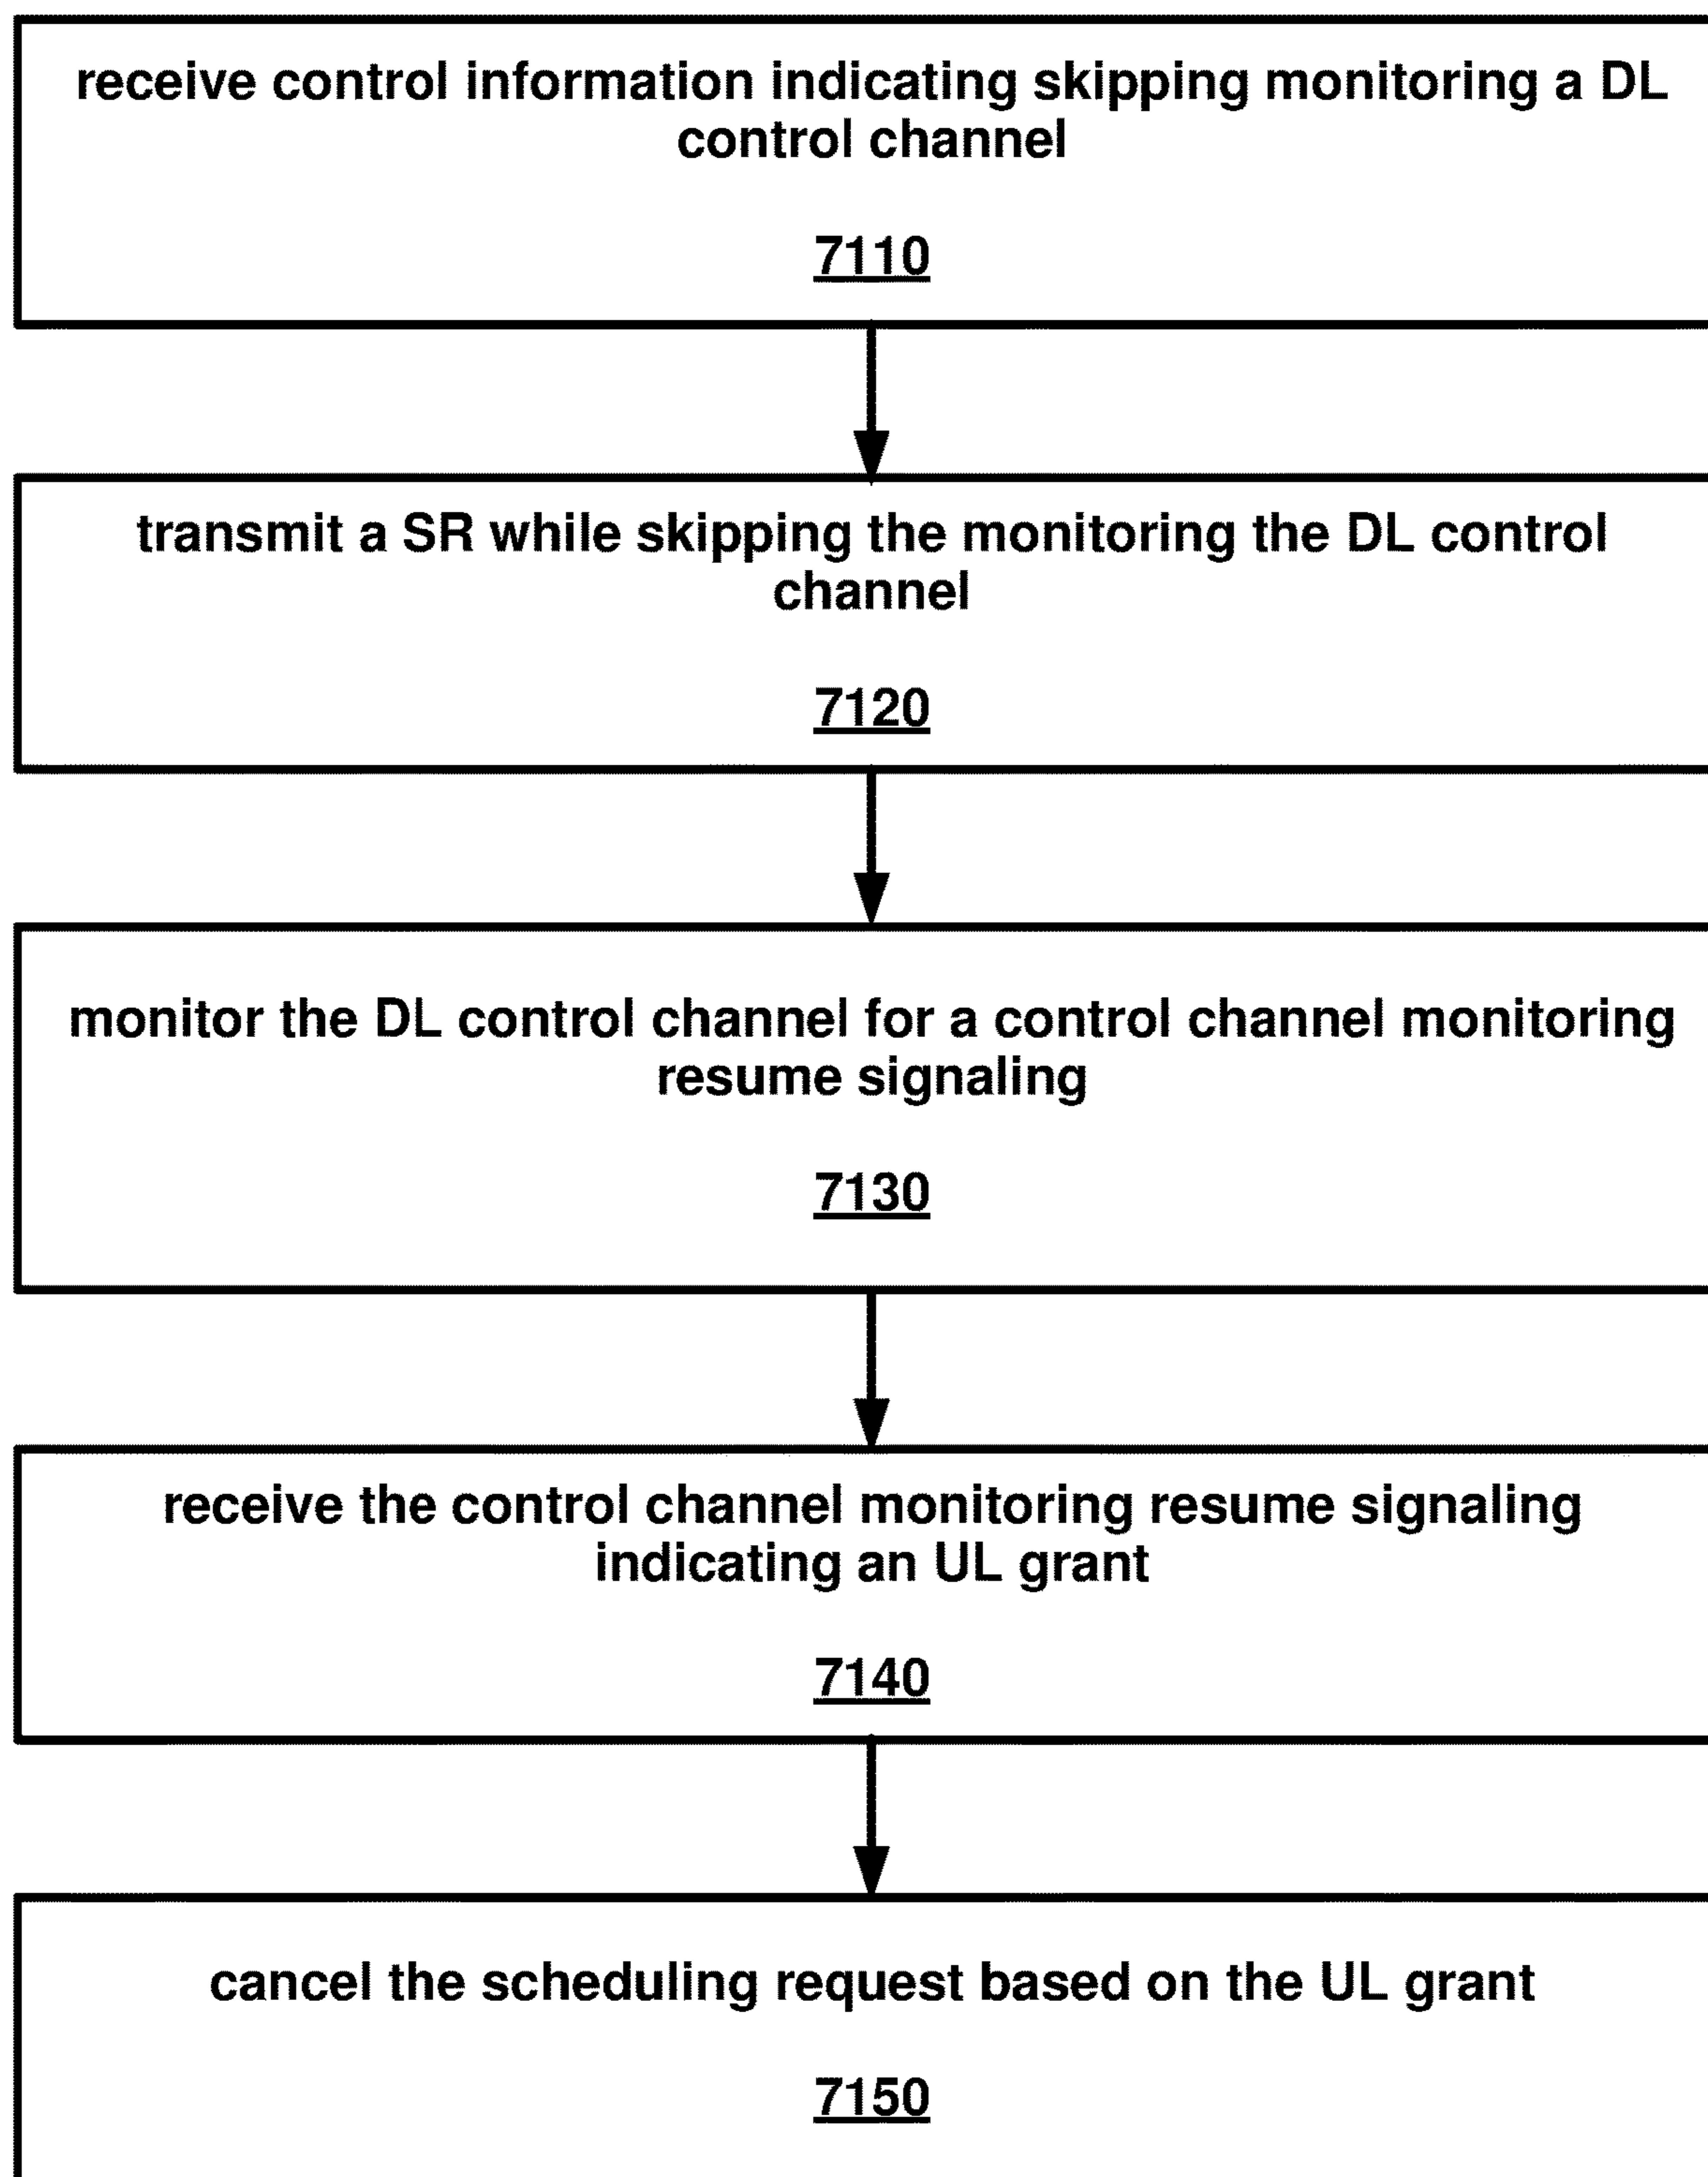 receive control information indicating skipping monitoring a DL
control channel
7110
transmit a SR while skipping the monitoring the DL control
channel
7120
monitor the DL control channel for a control channel monitoring
resume signaling
7130
receive the control channel monitoring resume signaling
indicating an UL grant
7140
cancel the scheduling request based on the UL grant
7150